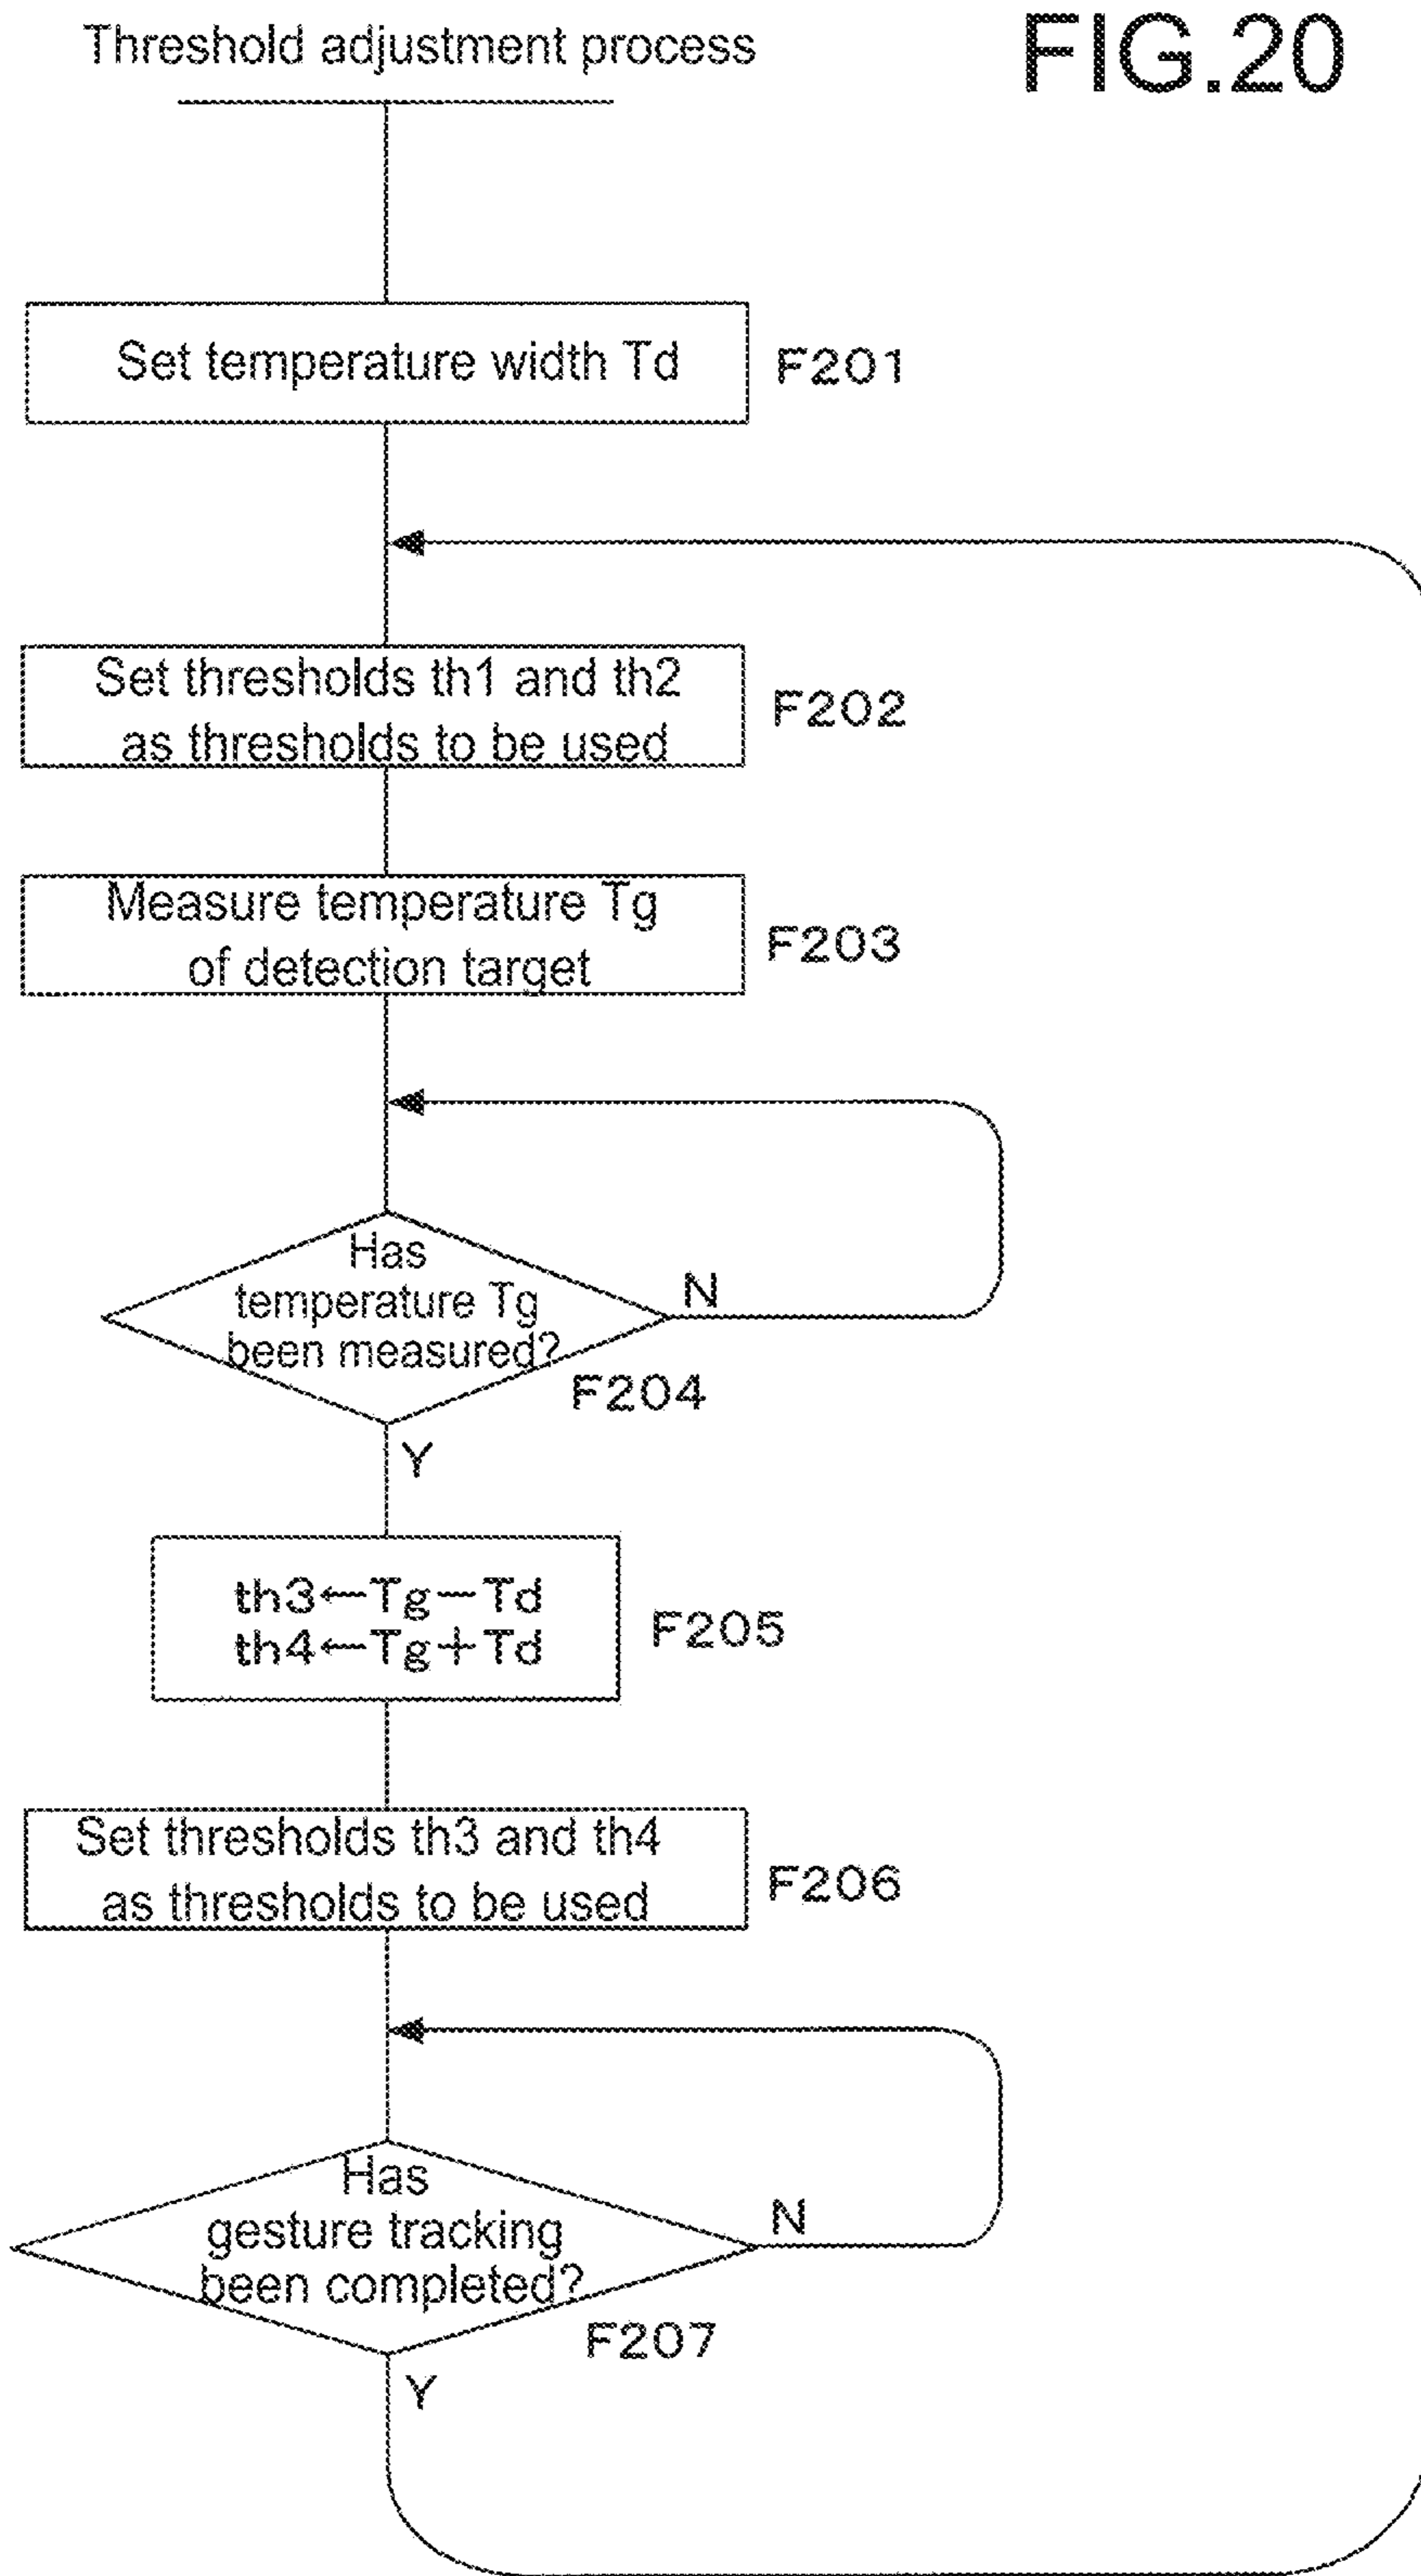 Threshold adjustment process
FIG.20
Set temperature width Td
F201
Set thresholds th1 and th2
as thresholds to be used
F202
Measure temperature Tg
of detection target
F203
Has
temperature Tg
been measured?
N
F204
Y
th3←Tg−Td
th4←Tg+Td
F205
Set thresholds th3 and th4
as thresholds to be used
F206
Has
gesture tracking
been completed?
N
F207
Y